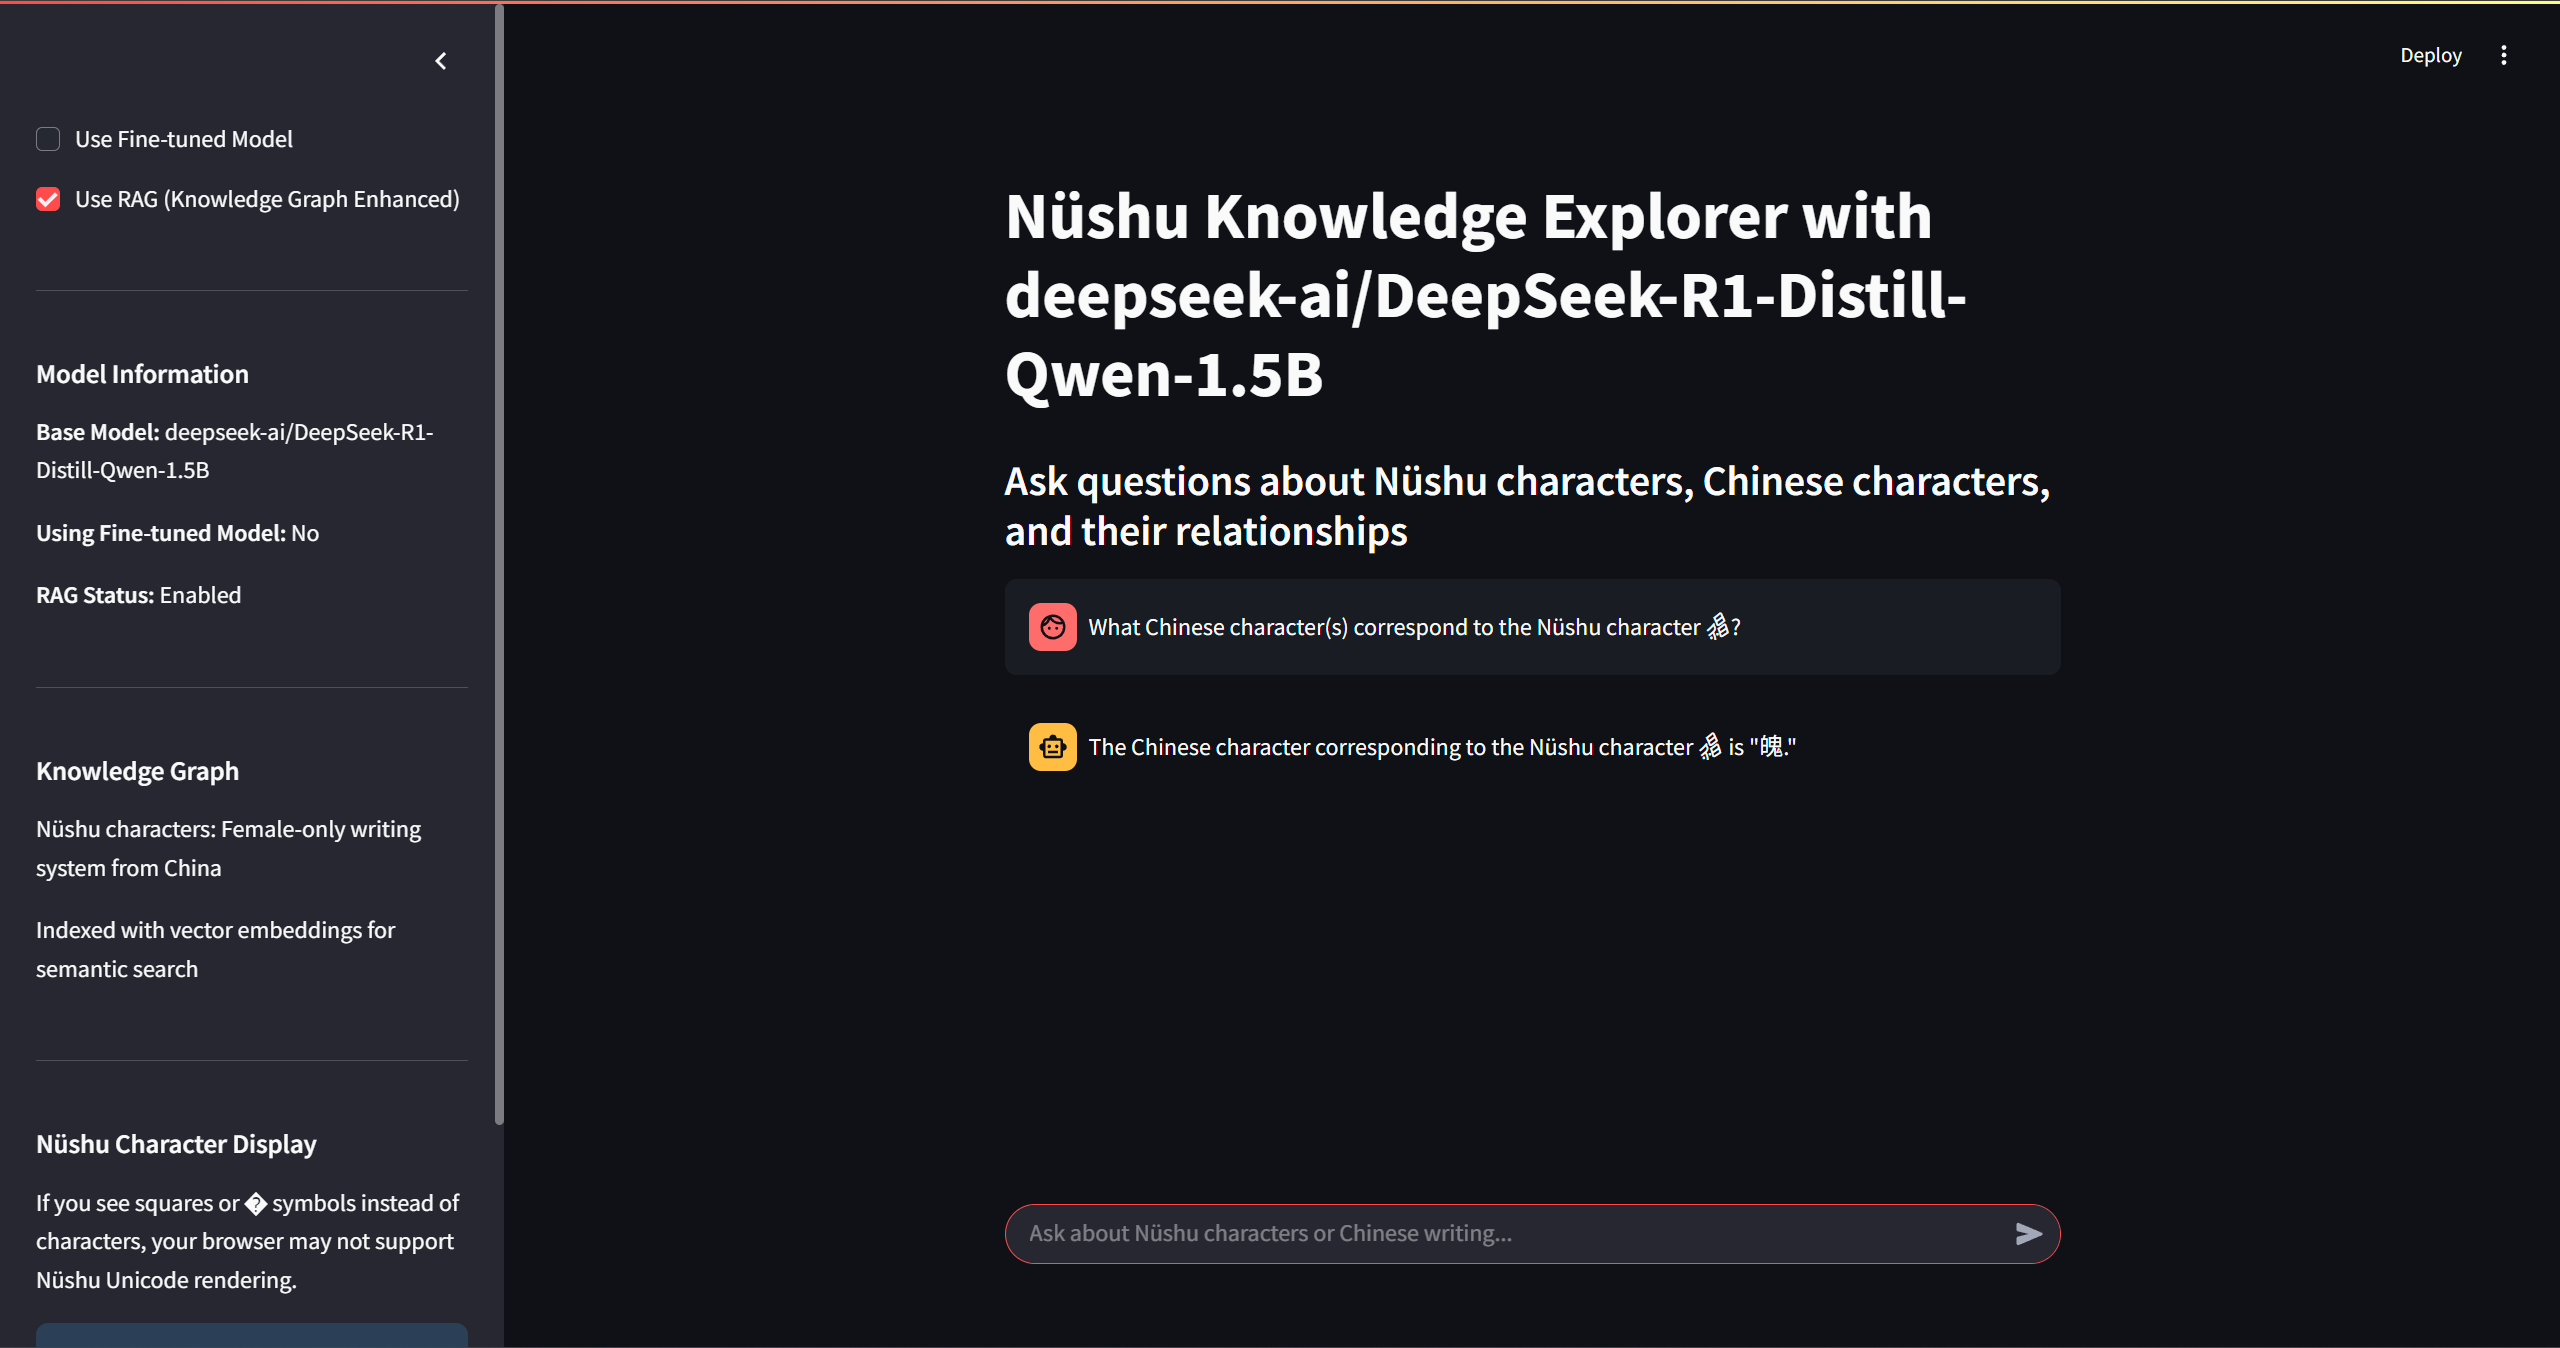 Deploy
Use Fine-tuned Model
Use RAG (Knowledge Graph Enhanced)
Model Information
Base Model: deepseek-ai/DeepSeek-R1-
Distill-Qwen-1.5B
Using Fine-tuned Model: No
RAG Status: Enabled
Knowledge Graph
Nüshu characters: Female-only writing
system from China
Indexed with vector embeddings for
semantic search
Nüshu Character Display
If you see squares or � symbols instead of
characters, your browser may not support
Nüshu Unicode rendering.
Nüshu Knowledge Explorer with
deepseek-ai/DeepSeek-R1-Distill-
Qwen-1.5B
Ask questions about Nüshu characters, Chinese characters,
and their relationships
What Chinese character(s) correspond to the Nüshu character ?
The Chinese character corresponding to the Nüshu character is "魄."
Ask about Nüshu characters or Chinese writing...